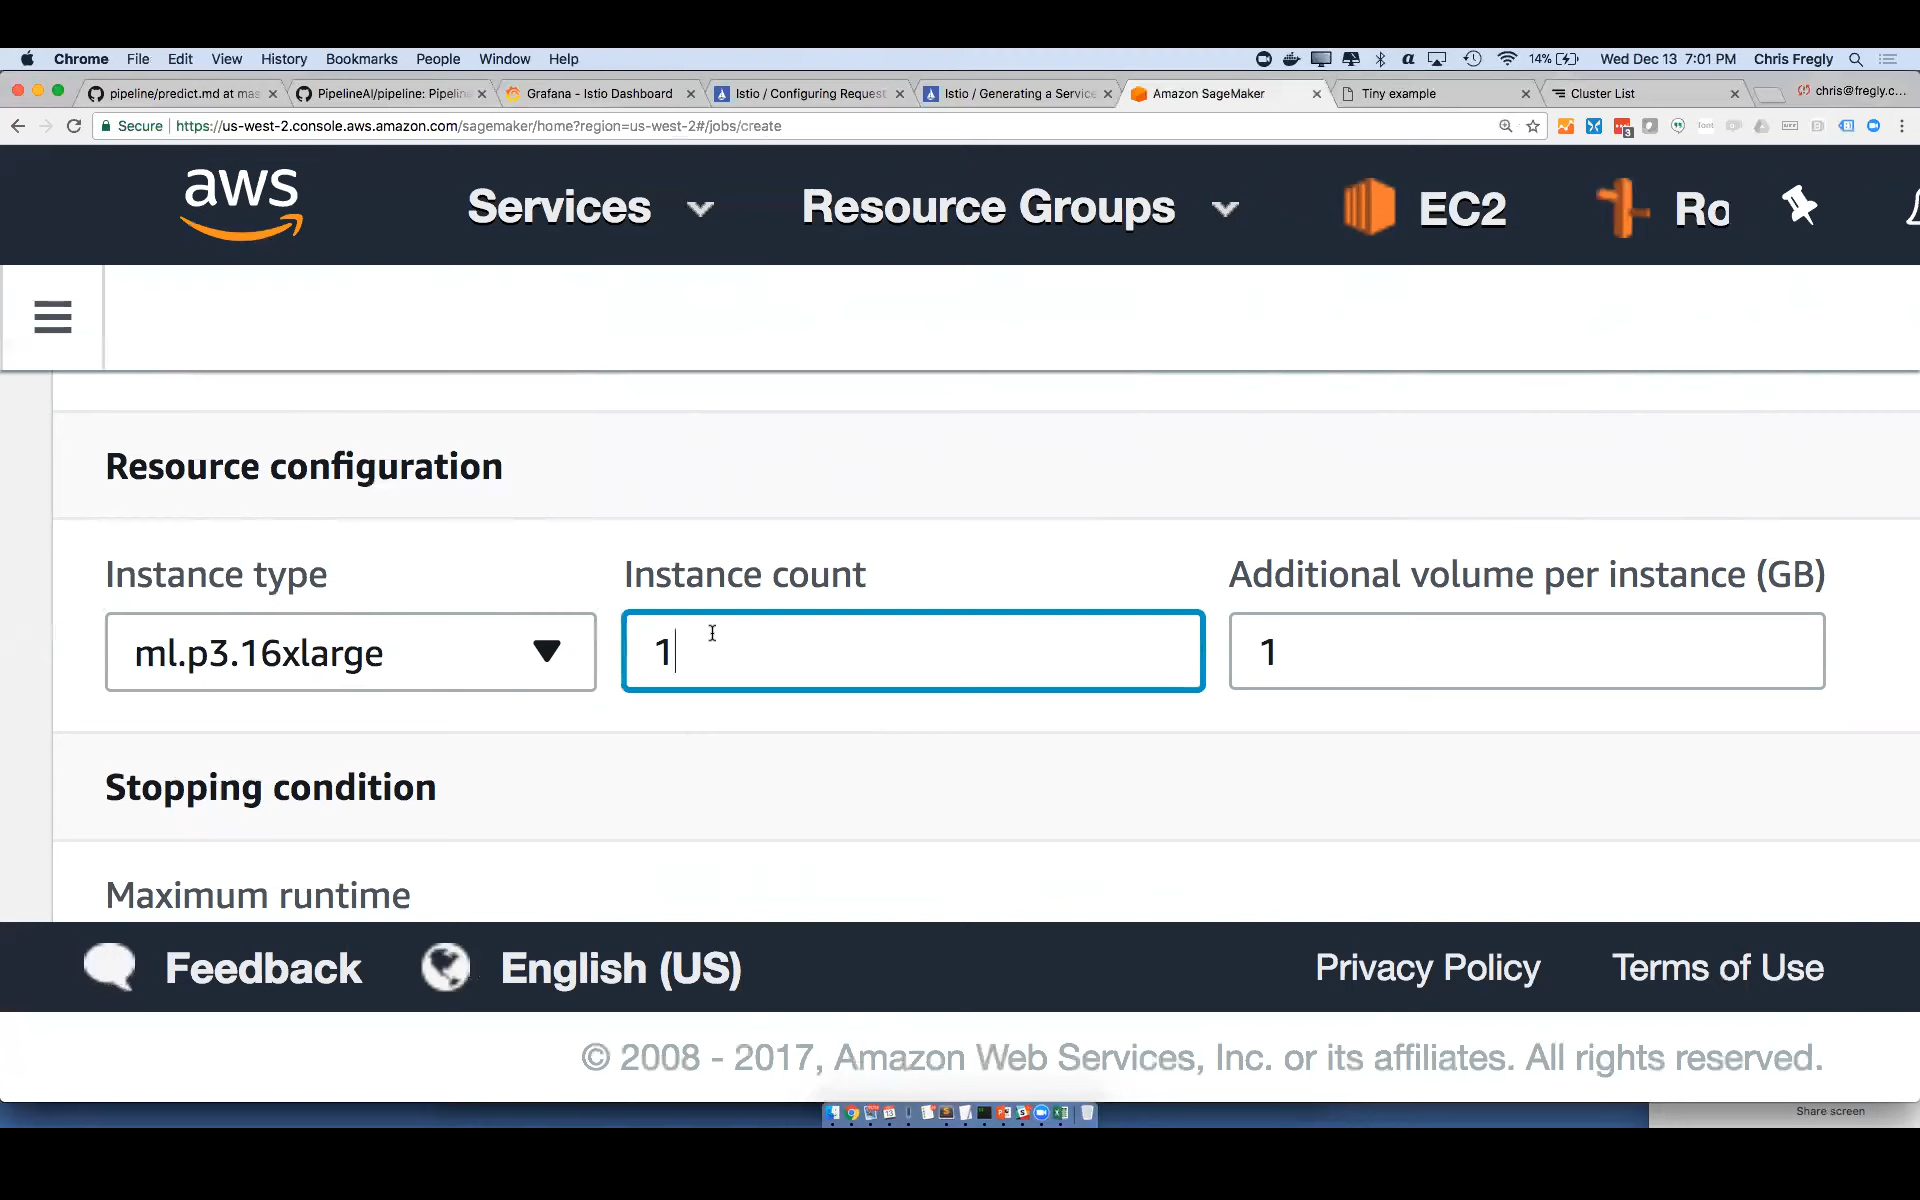 Chrome File Edit View History Bookmarks People Window Help 14% Wed Dec 13 7:01 PM Chris Fregly
pipeline/predict.md at mas PipelineAI/pipeline: Pipeline Grafana - Istio Dashboard Istio / Configuring Request Istio / Generating a Service Amazon SageMaker Tiny example Cluster List chris@fregly.c...
Secure https://us-west-2.console.aws.amazon.com/sagemaker/home?region=us-west-2#/jobs/create
aws Services Resource Groups EC2 Ro
Resource configuration
Instance type Instance count Additional volume per instance (GB)
ml.p3.16xlarge 1 1
Stopping condition
Maximum runtime
Feedback English (US) Privacy Policy Terms of Use
© 2008 - 2017, Amazon Web Services, Inc. or its affiliates. All rights reserved.
Share screen